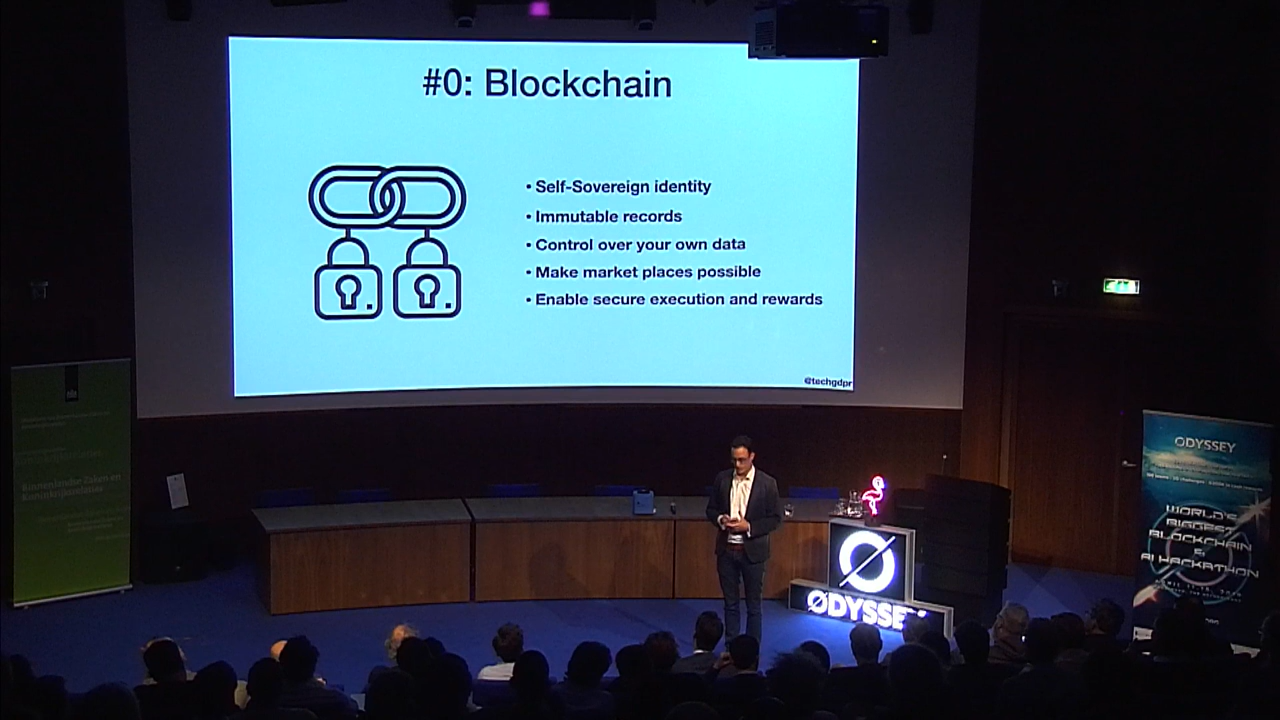 #0: Blockchain
• Self-Sovereign identity
• Immutable records
• Control over your own data
• Make market places possible
• Enable secure execution and rewards
@techgdpr
Binnenlandse Zaken en
Koninkrijksrelaties
ØDYSSEY
ODYSSEY
WORLD'S
BIGGEST
BLOCKCHAIN
&
AI HACKATHON